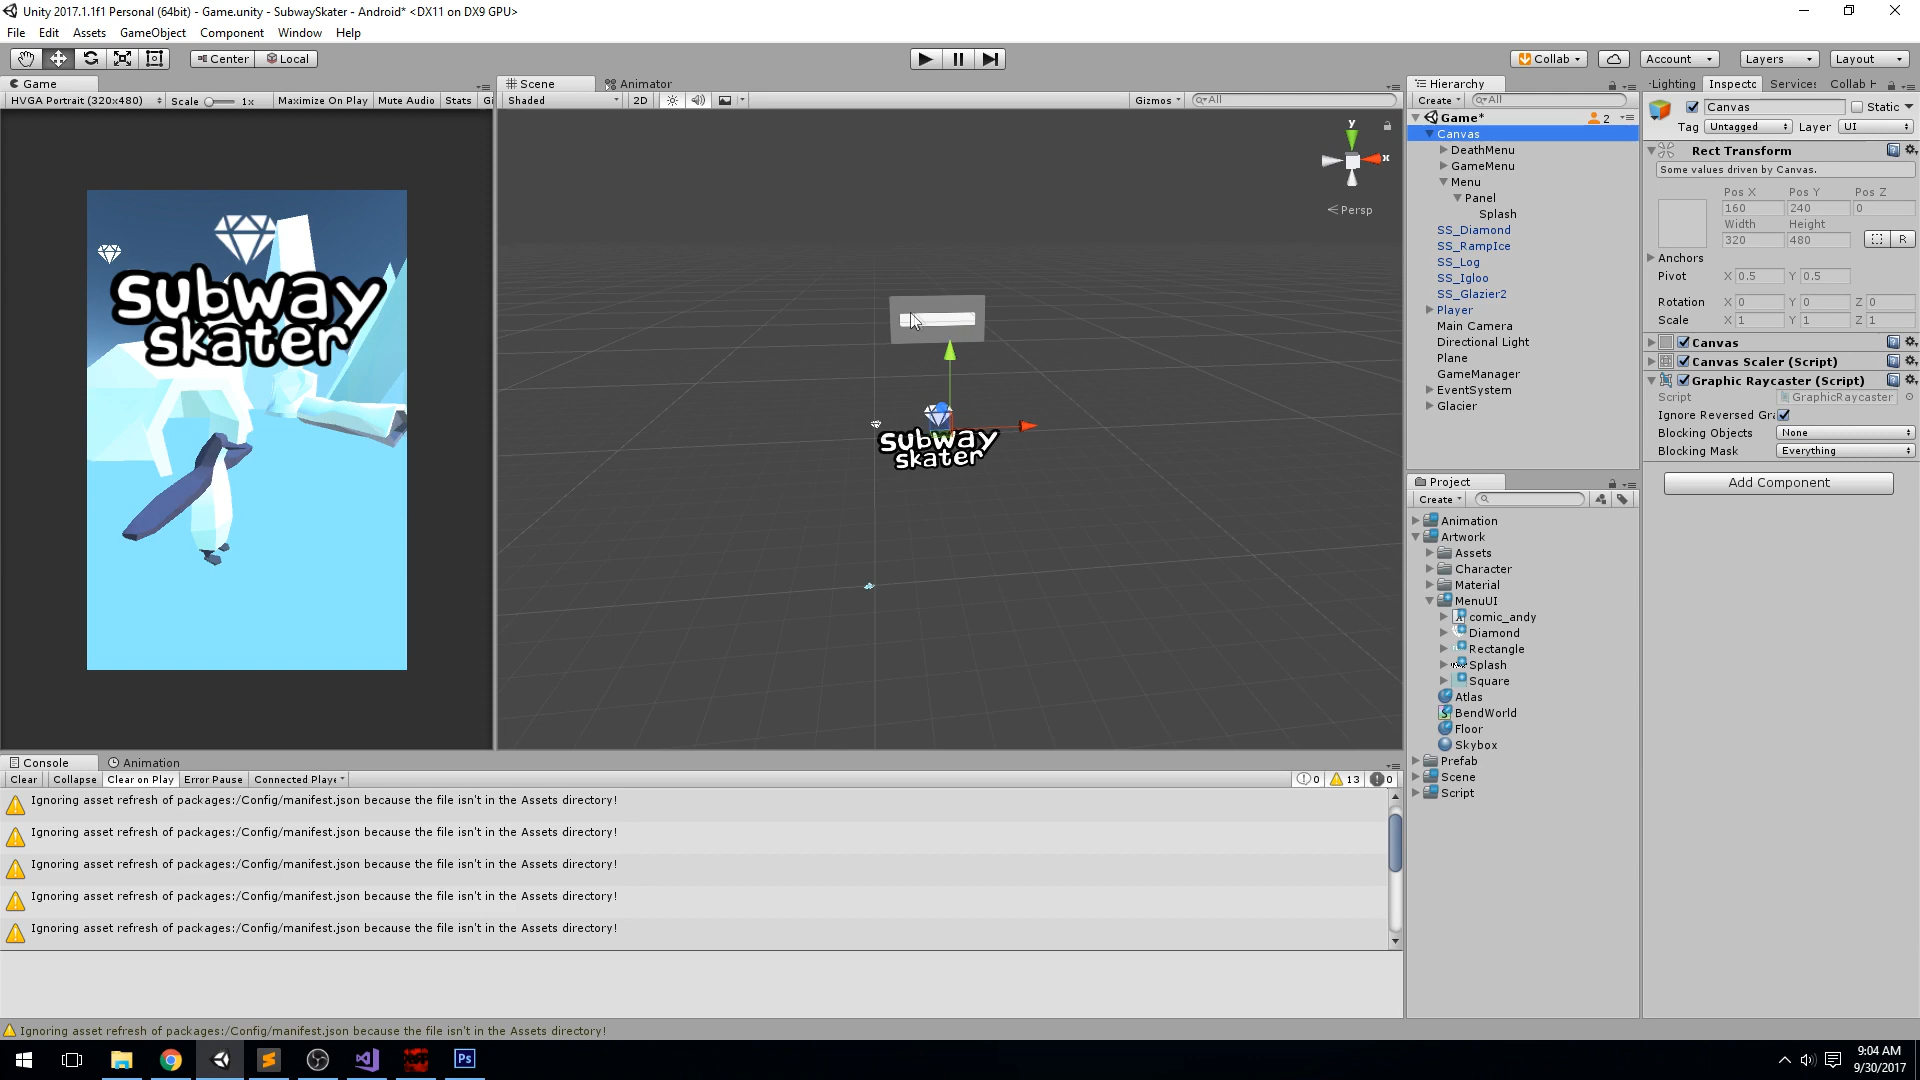 Unity 2017.1.1f1 Personal (64bit) - Game.unity - SubwaySkater - Android* <DX11 on DX9 GPU>
File Edit Assets GameObject Component Window Help
Center Local
Collab Account Layers Layout
Game
HVGA Portrait (320x480) Scale 1x Maximize On Play Mute Audio Stats Gi
subway
skater
Scene Animator
Shaded 2D Gizmos All
y
x
Persp
subway
skater
Hierarchy
Create All
Game* 2
Canvas
DeathMenu
GameMenu
Menu
Panel
Splash
SS_Diamond
SS_RampIce
SS_Log
SS_Igloo
SS_Glazier2
Player
Main Camera
Directional Light
Plane
GameManager
EventSystem
Glacier
Project
Create
Animation
Artwork
Assets
Character
Material
MenuUI
comic_andy
Diamond
Rectangle
Splash
Square
Atlas
BendWorld
Floor
Skybox
Prefab
Scene
Script
Lighting Inspecto Services Collab H
Canvas Static
Tag Untagged Layer UI
Rect Transform
Some values driven by Canvas.
Pos X Pos Y Pos Z
160 240 0
Width Height
320 480 R
Anchors
Pivot X 0.5 Y 0.5
Rotation X 0 Y 0 Z 0
Scale X 1 Y 1 Z 1
Canvas
Canvas Scaler (Script)
Graphic Raycaster (Script)
Script GraphicRaycaster
Ignore Reversed Gra
Blocking Objects None
Blocking Mask Everything
Add Component
Console Animation
Clear Collapse Clear on Play Error Pause Connected Playe 0 13 0
Ignoring asset refresh of packages:/Config/manifest.json because the file isn't in the Assets directory!
Ignoring asset refresh of packages:/Config/manifest.json because the file isn't in the Assets directory!
Ignoring asset refresh of packages:/Config/manifest.json because the file isn't in the Assets directory!
Ignoring asset refresh of packages:/Config/manifest.json because the file isn't in the Assets directory!
Ignoring asset refresh of packages:/Config/manifest.json because the file isn't in the Assets directory!
Ignoring asset refresh of packages:/Config/manifest.json because the file isn't in the Assets directory!
Ps
9:04 AM
9/30/2017